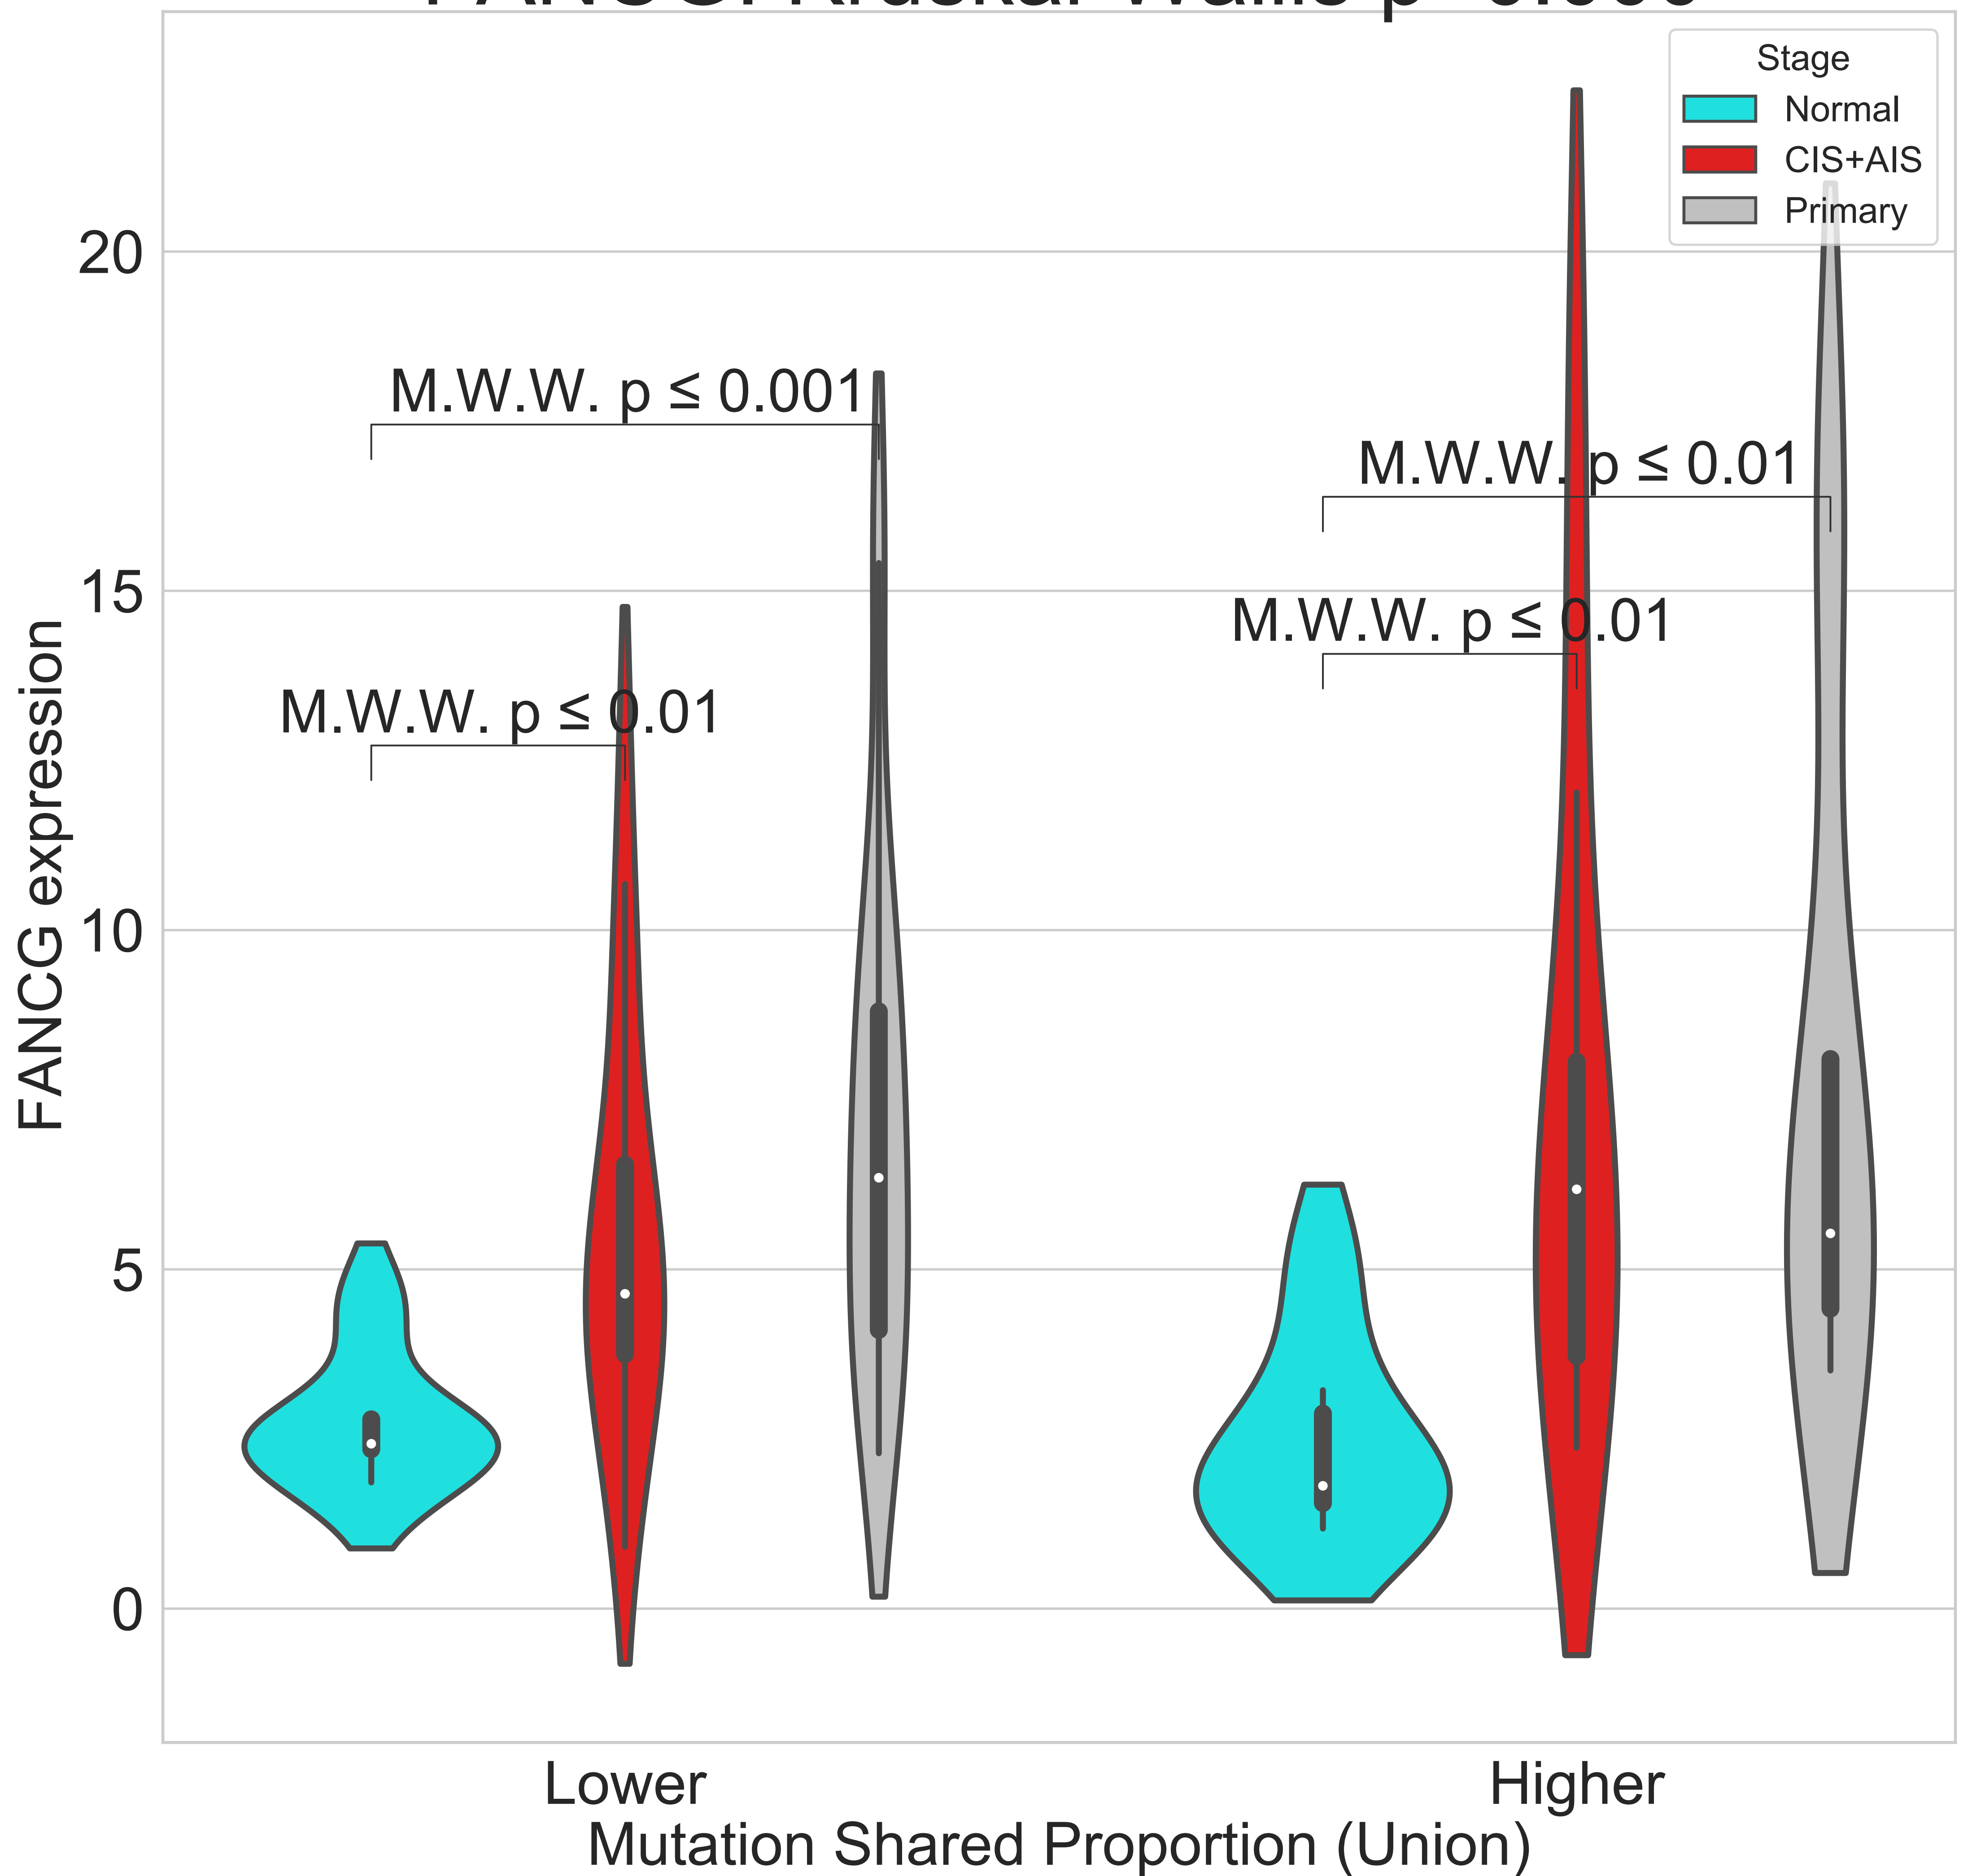 Stage
Normal
CIS+AIS
Primary
20
15
10
5
0
FANCG expression
M.W.W. p ≤ 0.001
M.W.W. p ≤ 0.01
M.W.W. p ≤ 0.01
M.W.W. p ≤ 0.01
Lower
Higher
Mutation Shared Proportion (Union)